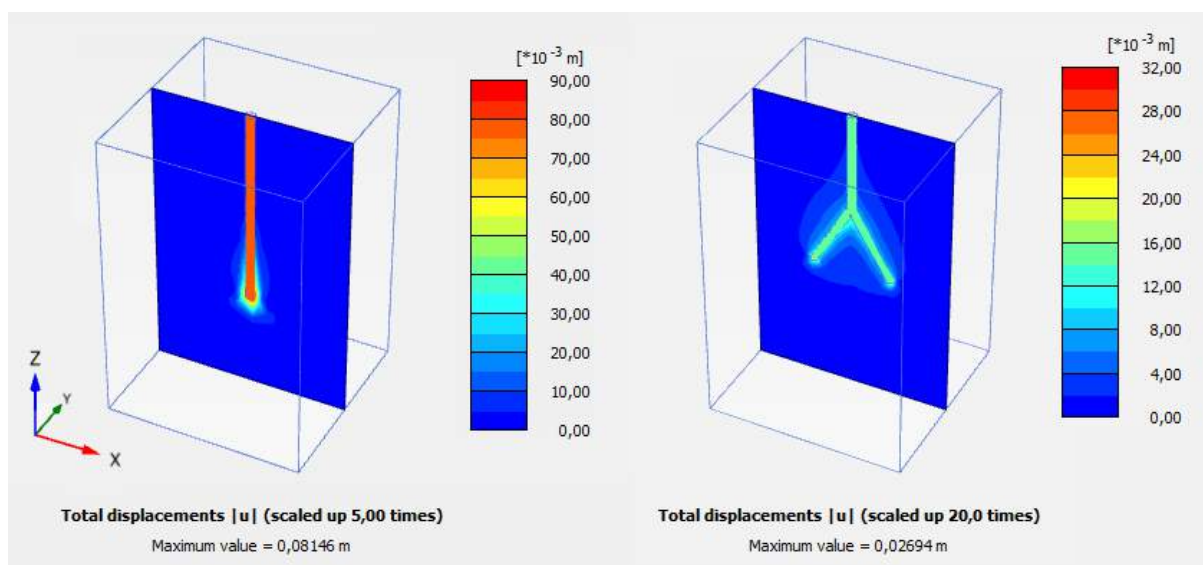 [*10 -3 m]
90,00
80,00
70,00
60,00
50,00
40,00
30,00
20,00
10,00
0,00
Z
Y
X
Total displacements |u| (scaled up 5,00 times)
Maximum value = 0,08146 m
[*10 -3 m]
32,00
28,00
24,00
20,00
16,00
12,00
8,00
4,00
0,00
Total displacements |u| (scaled up 20,0 times)
Maximum value = 0,02694 m